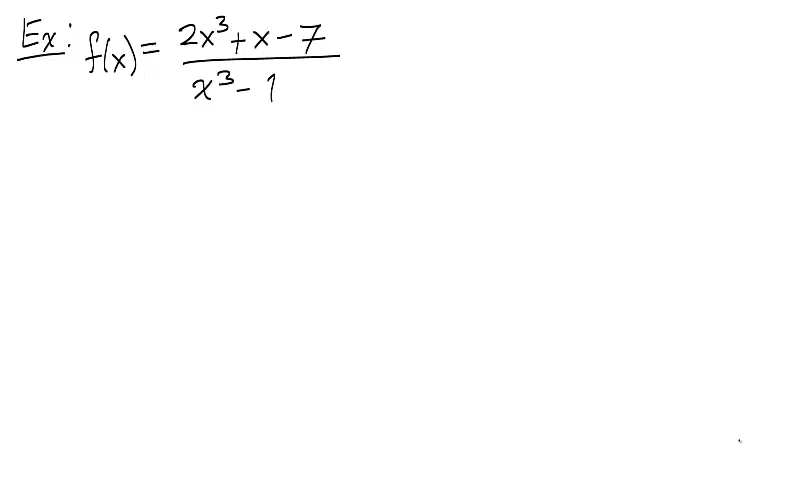 Ex: f(x) = (2x³ + x - 7)/(x³ - 1)